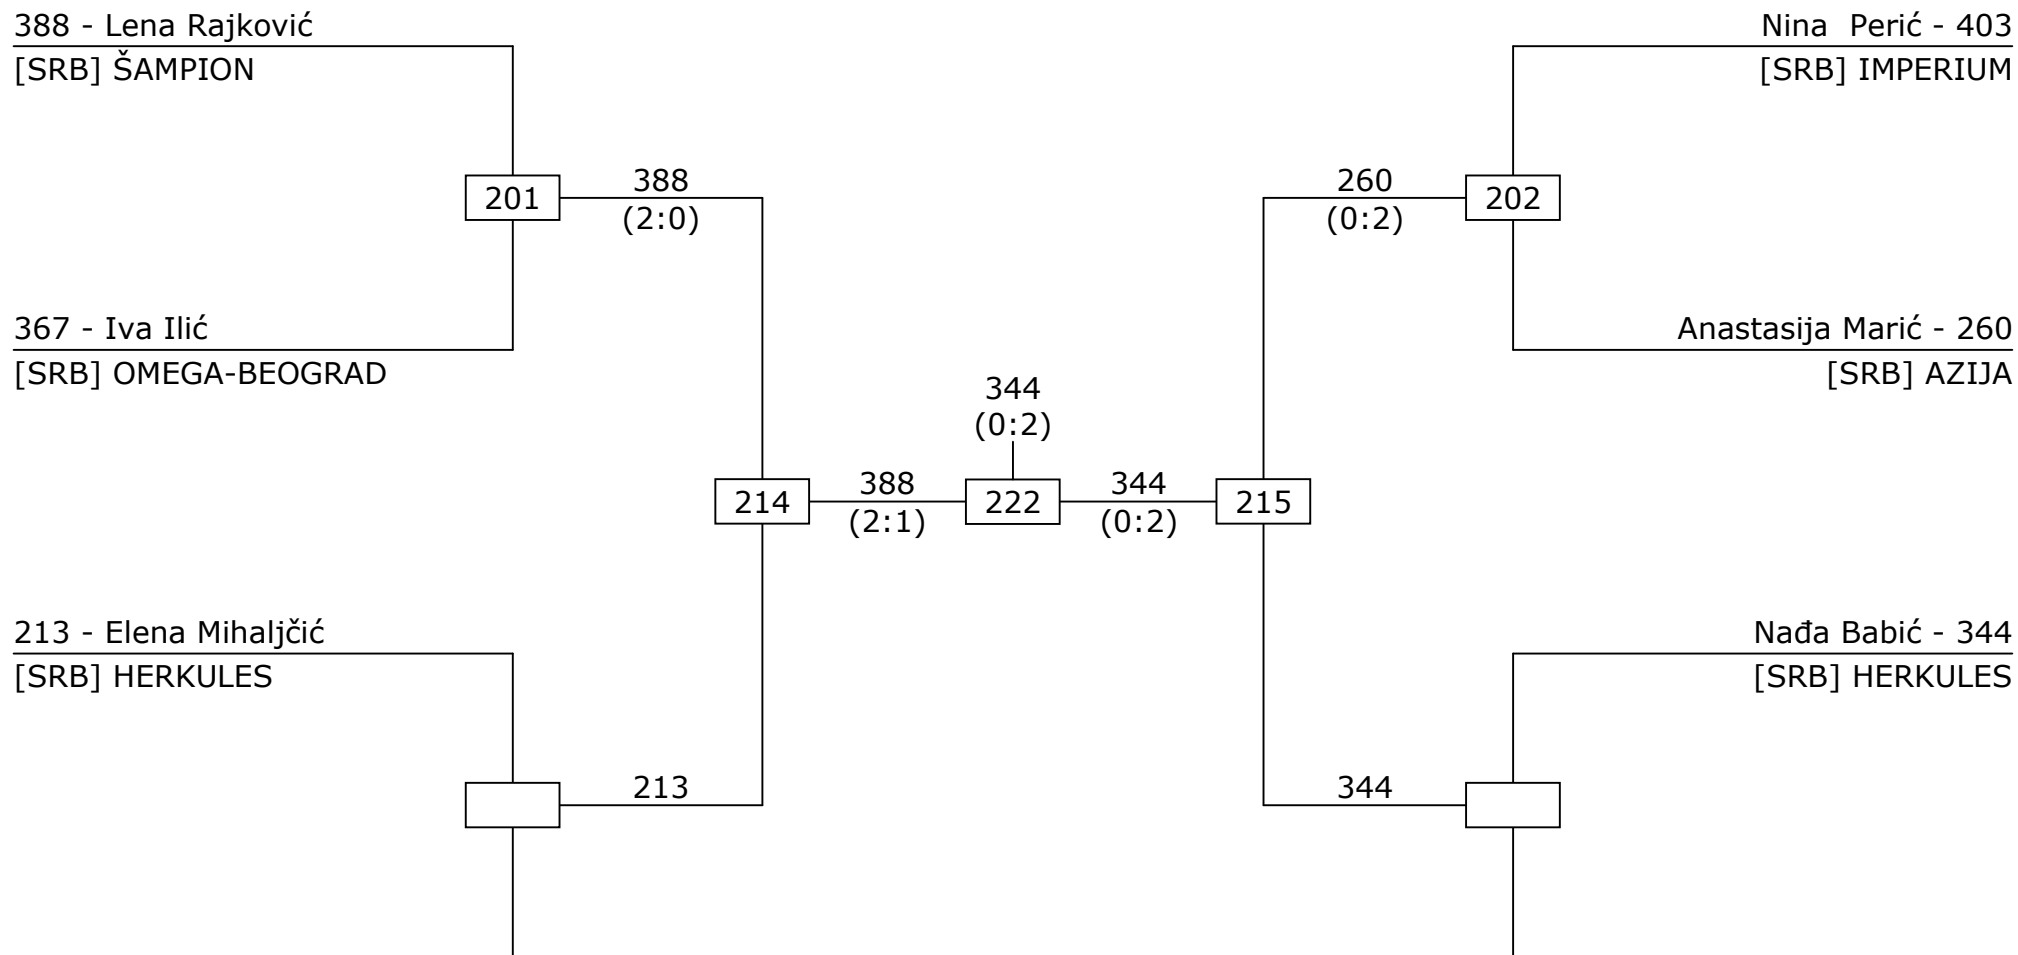 388 - Lena Rajković
[SRB] ŠAMPION
Nina  Perić - 403
[SRB] IMPERIUM
388
201
(2:0)
260
202
(0:2)
367 - Iva Ilić
[SRB] OMEGA-BEOGRAD
Anastasija Marić - 260
[SRB] AZIJA
344
(0:2)
214
388
(2:1)
222
344
(0:2)
215
213 - Elena Mihaljčić
[SRB] HERKULES
Nađa Babić - 344
[SRB] HERKULES
213
344